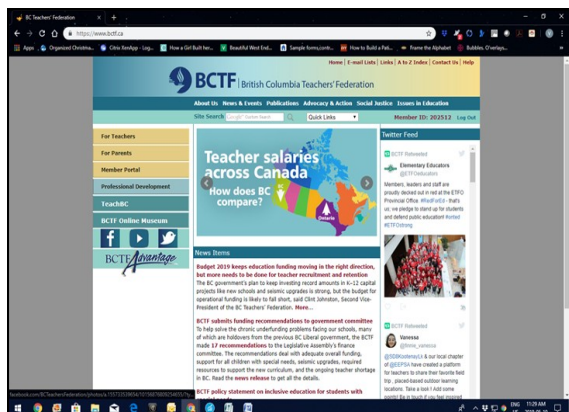 BC Teachers' Federation
https://www.bctf.ca
Apps
Organized Christma...
Citrix XenApp - Log...
How a Girl Built her...
Beautiful West End...
Sample forms,contr...
How to Build a Pati...
Frame the Alphabet
Bubbles. O'verlays...
Home | E-mail Lists | Links | A to Z Index | Contact Us | Help
BCTF | British Columbia Teachers' Federation
About Us News & Events Publications Advocacy & Action Social Justice Issues in Education
Site Search
Quick Links
Member ID: 202512 Log Out
For Teachers
For Parents
Member Portal
Professional Development
TeachBC
BCTF Online Museum
BCTF Advantage
Teacher salaries
across Canada
How does BC
compare?
BC
Ontario
News Items
Budget 2019 keeps education funding moving in the right direction,
but more needs to be done for teacher recruitment and retention
The BC government's plan to keep investing record amounts in K–12 capital
projects like new schools and seismic upgrades is strong, but the budget for
operational funding is likely to fall short, said Clint Johnston, Second Vice-
President of the BC Teachers' Federation. More...
BCTF submits funding recommendations to government committee
To help solve the chronic underfunding problems facing our schools, many
of which are holdovers from the previous BC Liberal government, the BCTF
made 17 recommendations to the Legislative Assembly's finance
committee. The recommendations deal with adequate overall funding,
support for all children with special needs, seismic upgrades, required
resources to support the new curriculum, and the ongoing teacher shortage
in BC. Read the news release to get all the details.
BCTF policy statement on inclusive education for students with
Twitter Feed
BCTF Retweeted
Elementary Educators
@ETFOeducators
Members, leaders and staff are
proudly decked out in red at the ETFO
Provincial Office. #RedForEd - that's
us: we pledge to stand up for students
and defend public education! #onted
#ETFOstrong
BCTF Retweeted
Vanessa
@SD8KootenayLk & our local chapter
of @EEPSA have created a platform
for teachers to share their favorite field
trip , placed-based outdoor learning
locations. Take a look ! Add some
ENG
11:29 AM